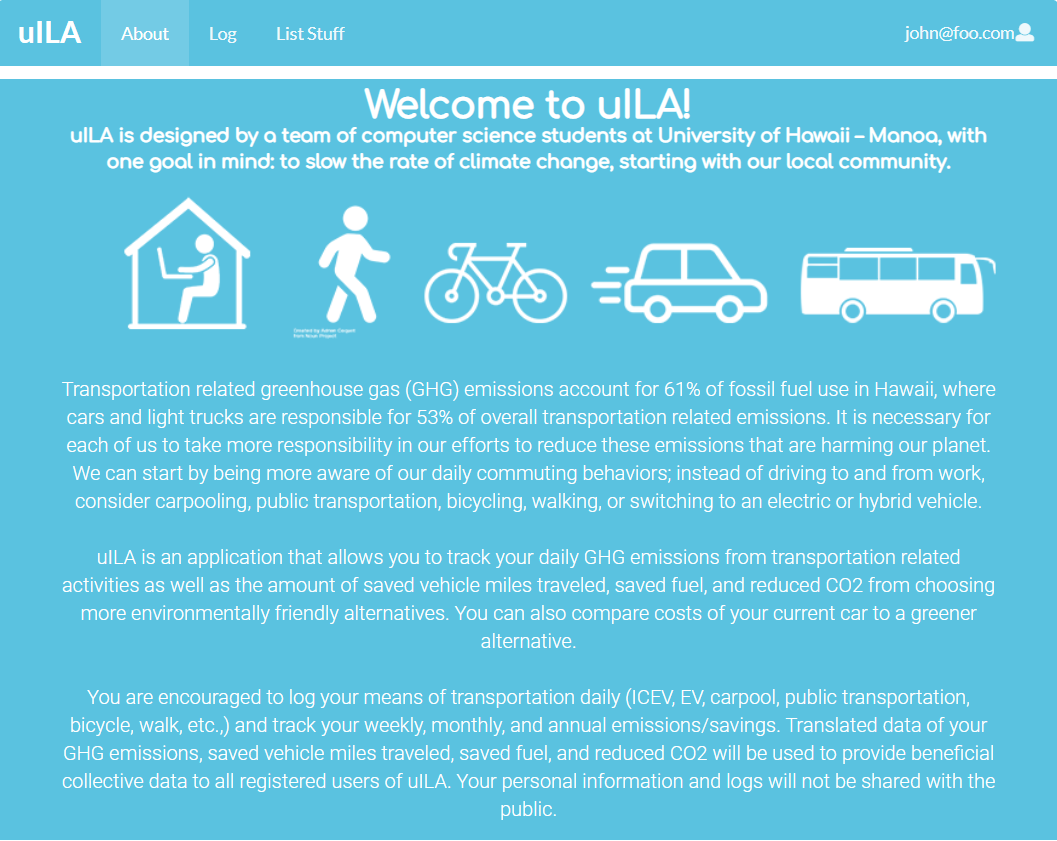 uILA
About
Log
List Stuff
john@foo.com
Welcome to uILA!
uILA is designed by a team of computer science students at University of Hawaii – Manoa, with
one goal in mind: to slow the rate of climate change, starting with our local community.
Created by Adrien Coquet
from Noun Project
Transportation related greenhouse gas (GHG) emissions account for 61% of fossil fuel use in Hawaii, where
cars and light trucks are responsible for 53% of overall transportation related emissions. It is necessary for
each of us to take more responsibility in our efforts to reduce these emissions that are harming our planet.
We can start by being more aware of our daily commuting behaviors; instead of driving to and from work,
consider carpooling, public transportation, bicycling, walking, or switching to an electric or hybrid vehicle.
uILA is an application that allows you to track your daily GHG emissions from transportation related
activities as well as the amount of saved vehicle miles traveled, saved fuel, and reduced CO2 from choosing
more environmentally friendly alternatives. You can also compare costs of your current car to a greener
alternative.
You are encouraged to log your means of transportation daily (ICEV, EV, carpool, public transportation,
bicycle, walk, etc.,) and track your weekly, monthly, and annual emissions/savings. Translated data of your
GHG emissions, saved vehicle miles traveled, saved fuel, and reduced CO2 will be used to provide beneficial
collective data to all registered users of uILA. Your personal information and logs will not be shared with the
public.